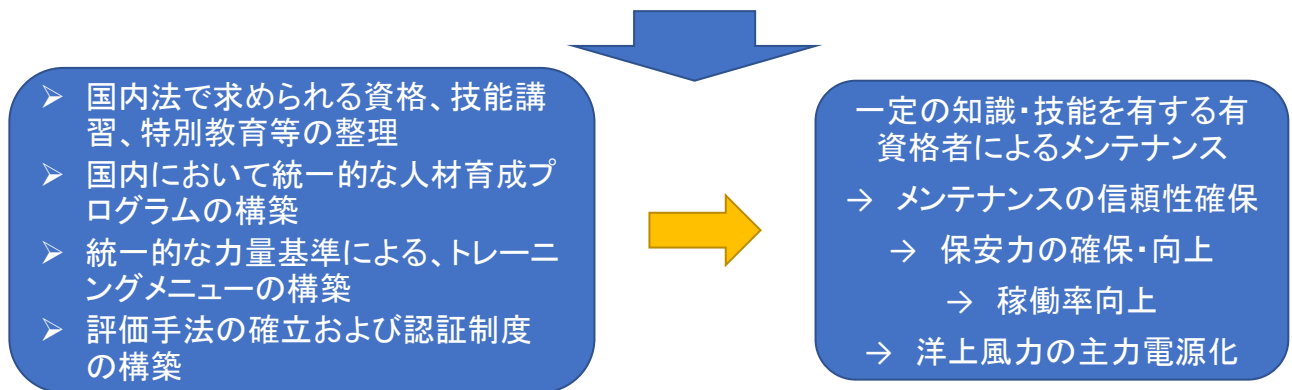 ➢ 国内法で求められる資格、技能講
習、特別教育等の整理
➢ 国内において統一的な人材育成プ
ログラムの構築
➢ 統一的な力量基準による、トレーニ
ングメニューの構築
➢ 評価手法の確立および認証制度
の構築
一定の知識・技能を有する有
資格者によるメンテナンス
→ メンテナンスの信頼性確保
→ 保安力の確保・向上
→ 稼働率向上
→ 洋上風力の主力電源化